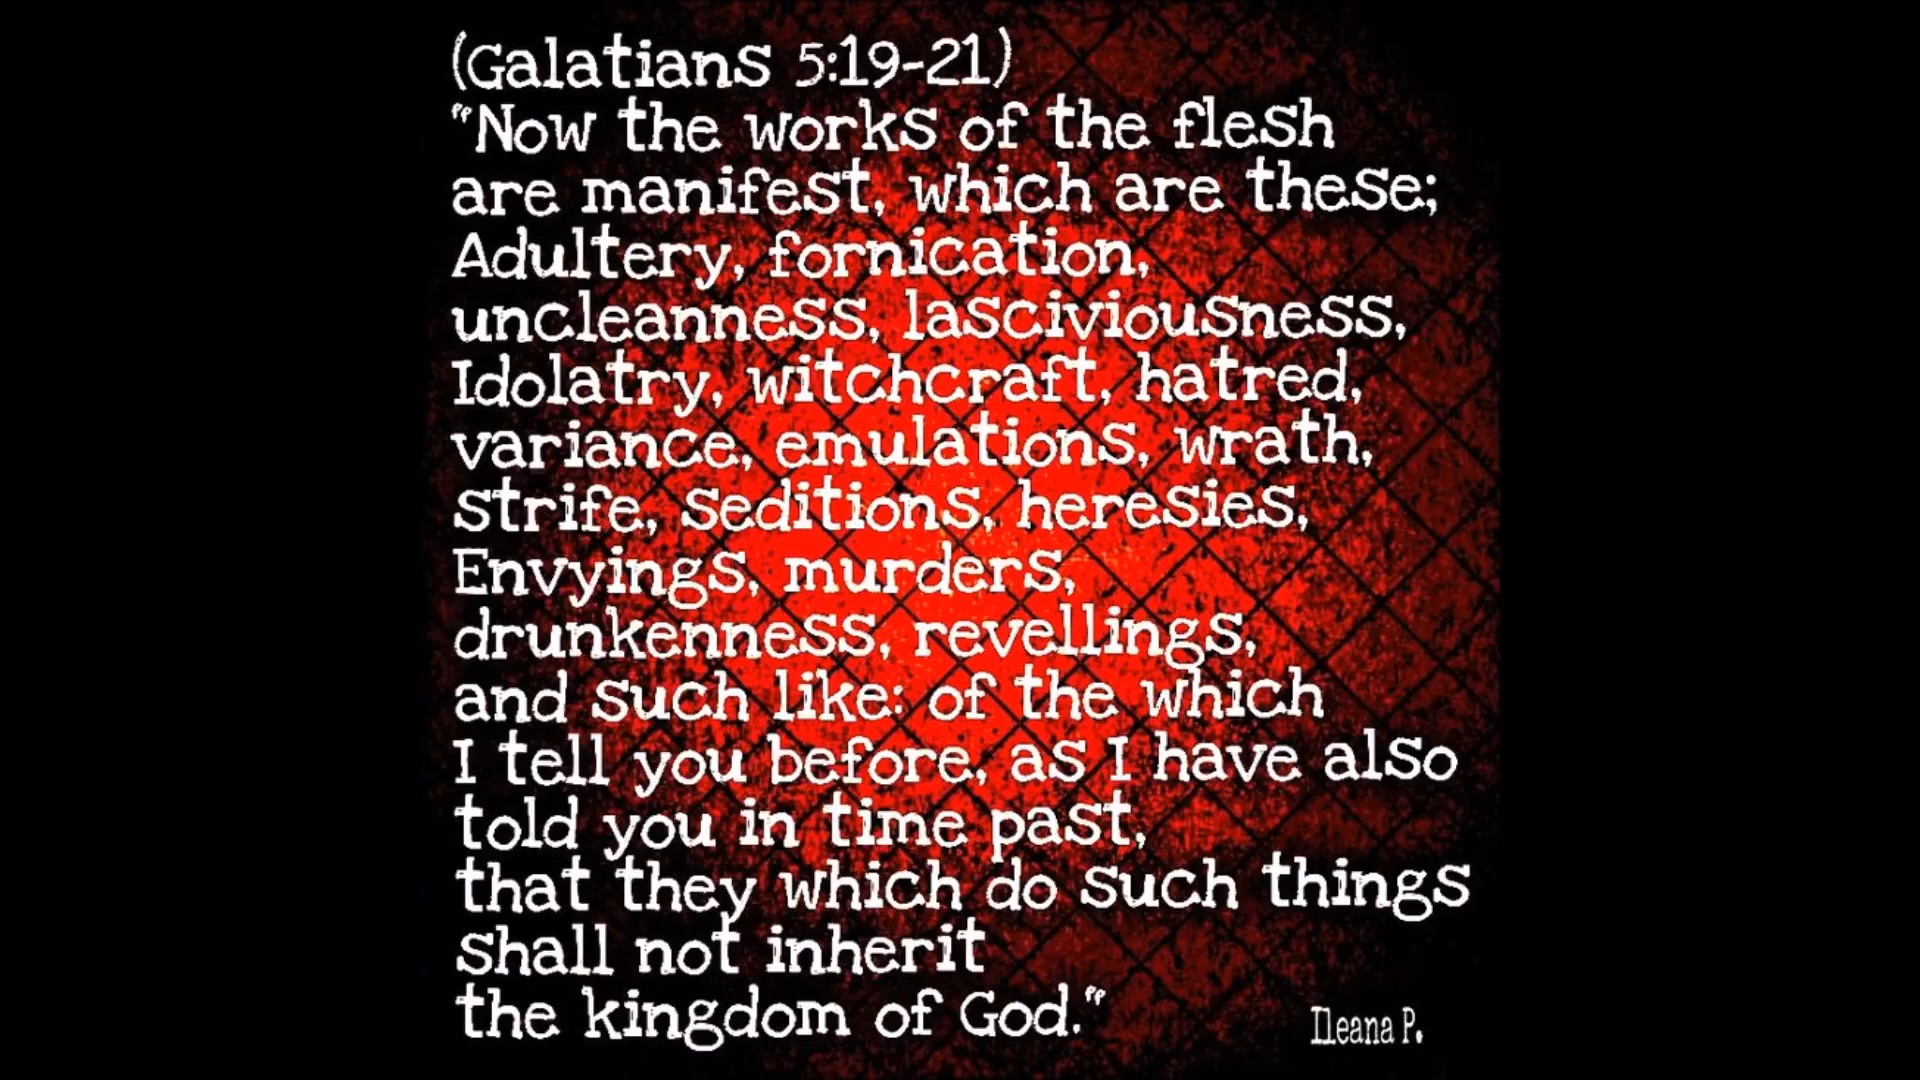 (Galatians 5:19-21)
"Now the works of the flesh
are manifest, which are these;
Adultery, fornication,
uncleanness, lasciviousness,
Idolatry, witchcraft, hatred,
variance, emulations, wrath,
strife, seditions, heresies,
Envyings, murders,
drunkenness, revellings,
and such like: of the which
I tell you before, as I have also
told you in time past,
that they which do such things
shall not inherit
the kingdom of God."
Ileana P.